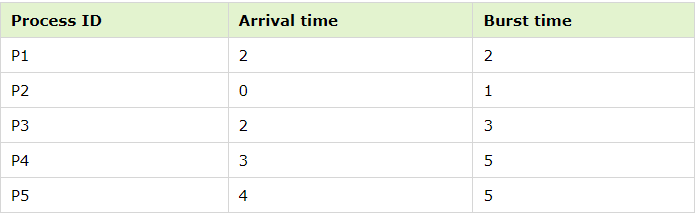 Process ID Arrival time Burst time
P1 2 2
P2 0 1
P3 2 3
P4 3 5
P5 4 5